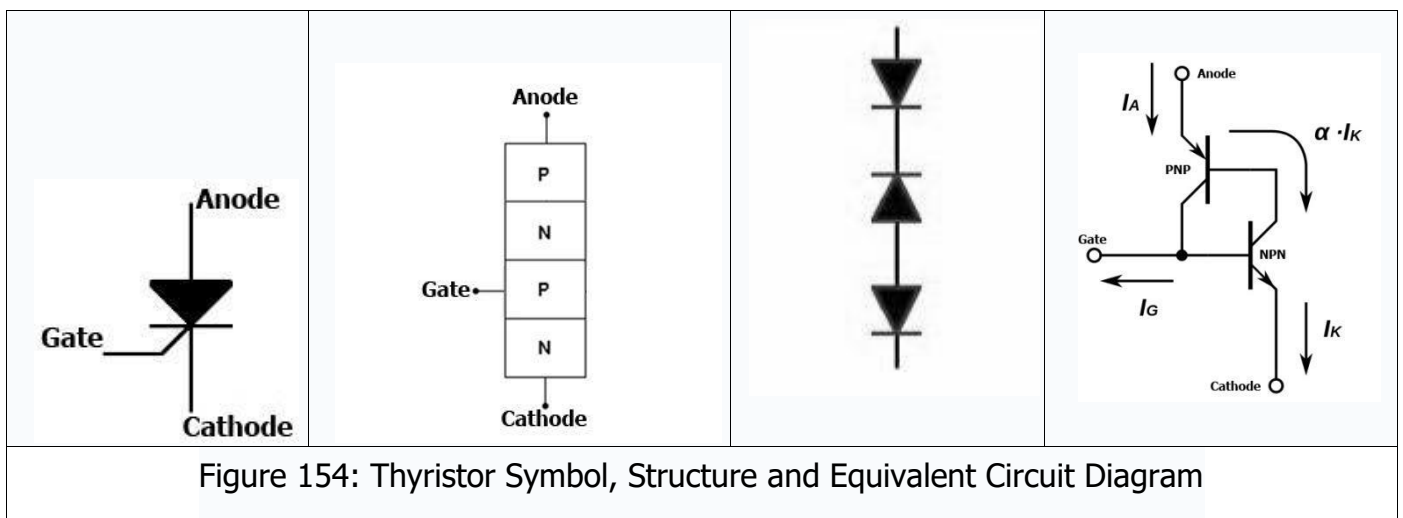 Anode
Gate
Cathode
Anode
P
N
Gate
P
N
Cathode
Anode
IA
α ·IK
PNP
Gate
NPN
IG
IK
Cathode
Figure 154: Thyristor Symbol, Structure and Equivalent Circuit Diagram